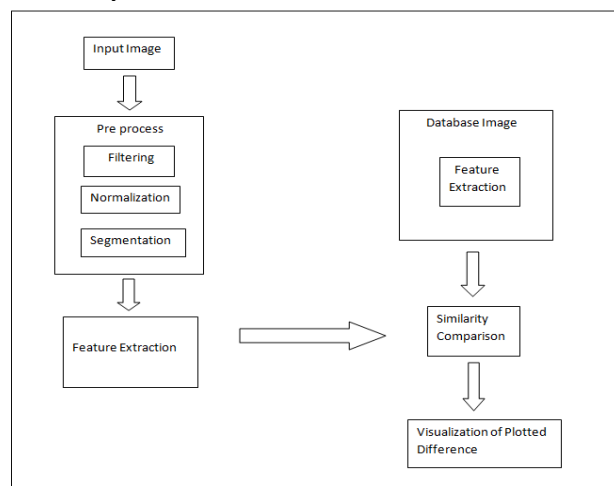 Input Image
Pre process
Filtering
Normalization
Segmentation
Feature Extraction
Database Image
Feature
Extraction
Similarity
Comparison
Visualization of Plotted
Difference